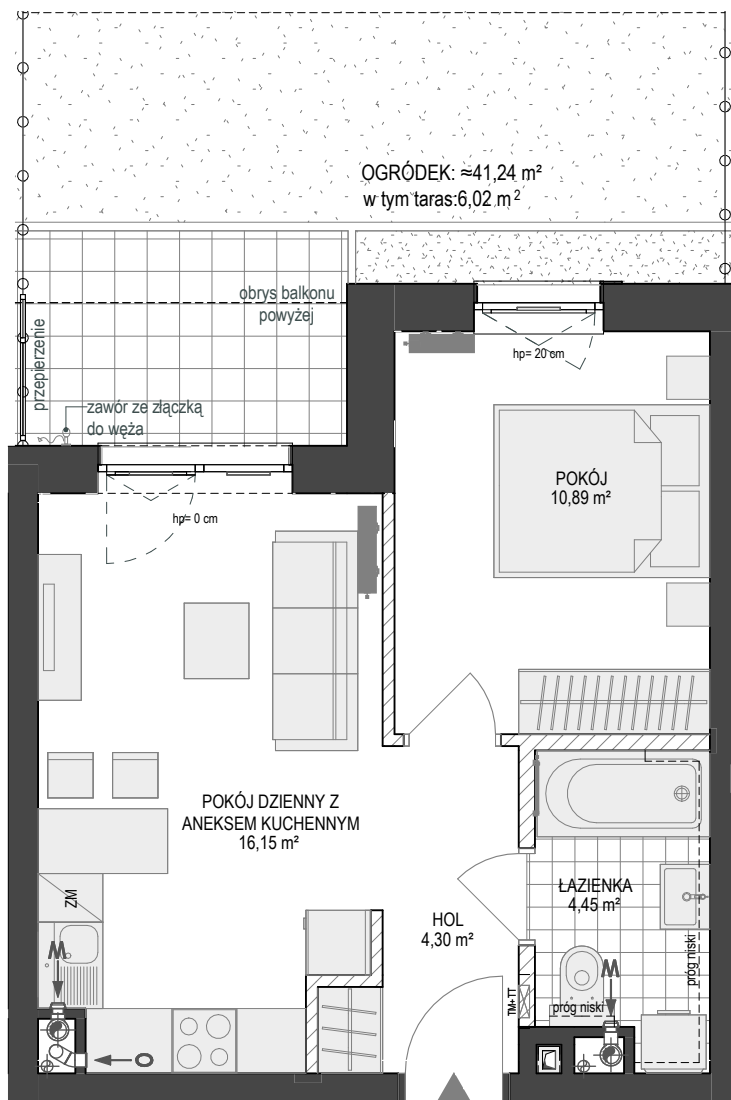 OGRÓDEK: ≈41,24 m²
w tym taras:6,02 m²
obrys balkonu
powyżej
przepierzenie
zawór ze złączką
do węża
hp= 20 cm
hp= 0 cm
POKÓJ
10,89 m²
POKÓJ DZIENNY Z
ANEKSEM KUCHENNYM
16,15 m²
ZM
ŁAZIENKA
4,45 m²
HOL
4,30 m²
próg niski
M
M
TM+TT
próg niski
O